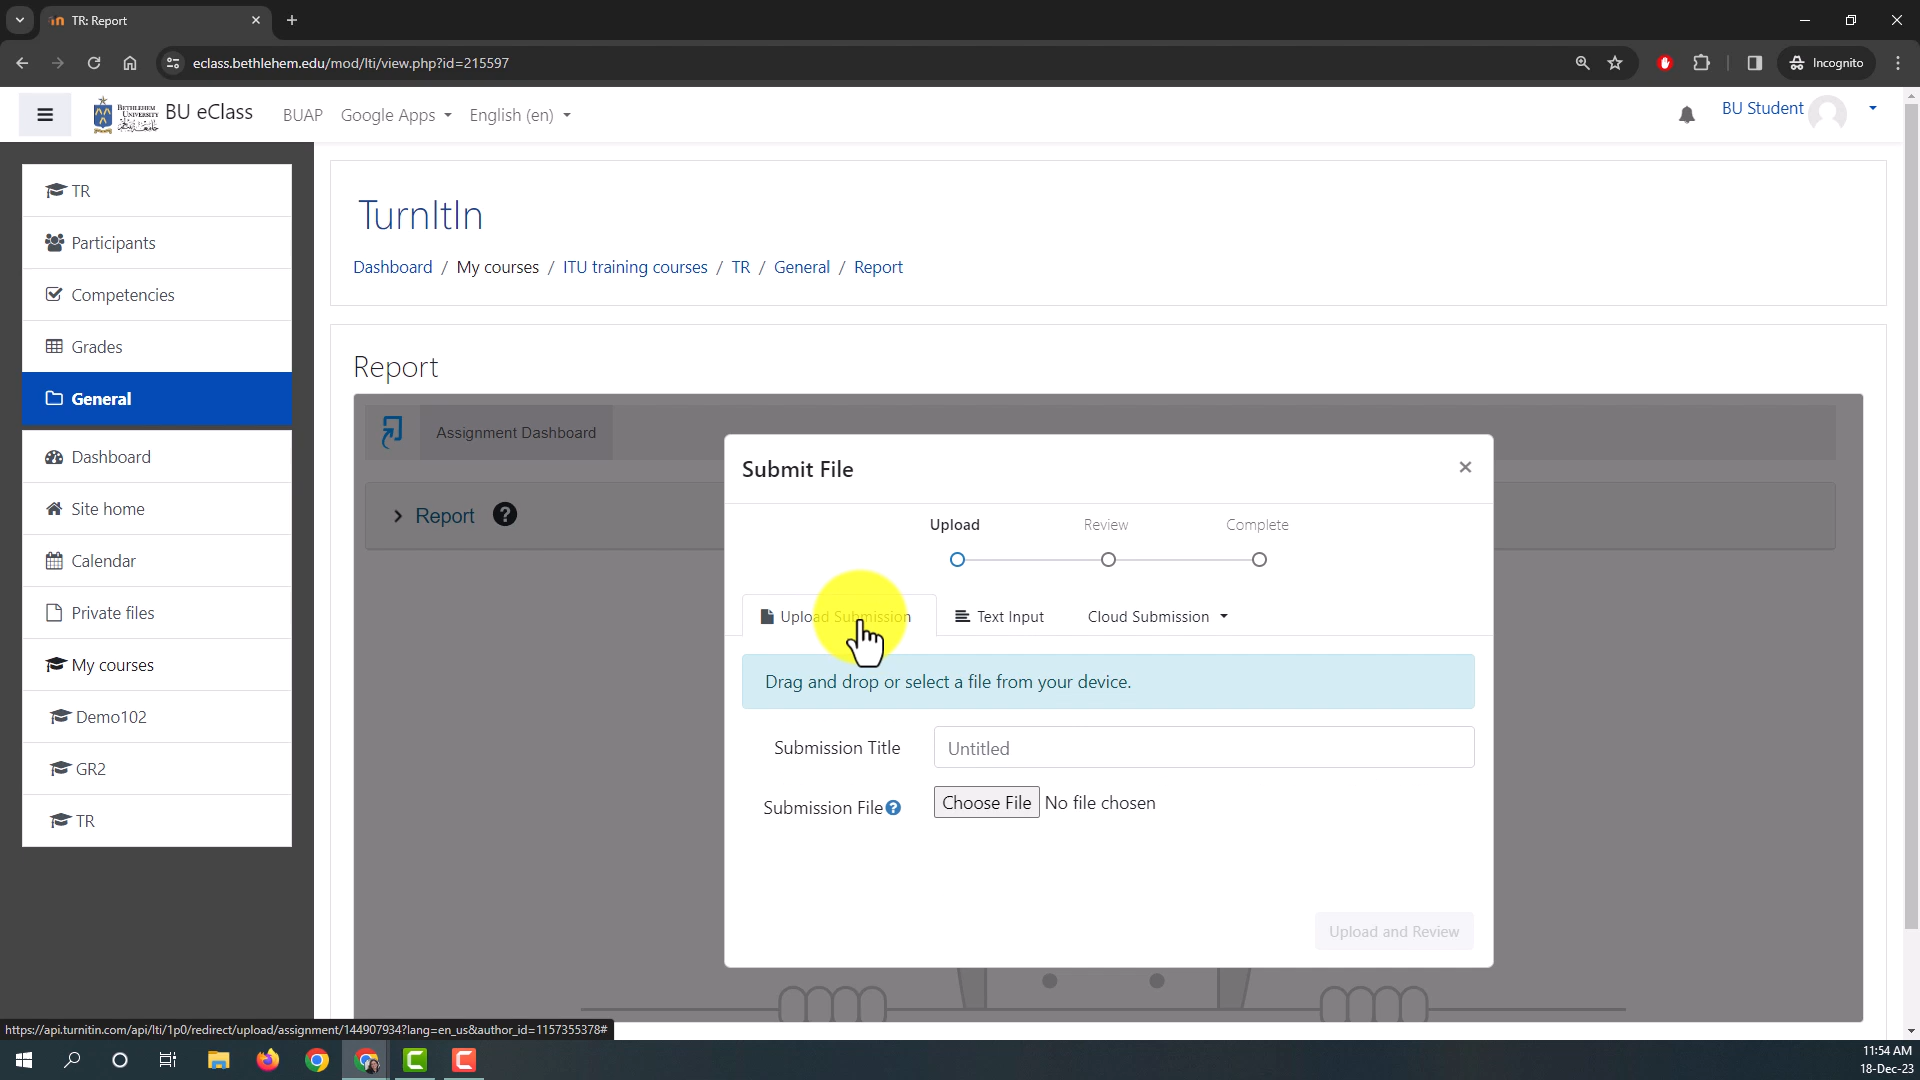 TR: Report
eclass.bethlehem.edu/mod/lti/view.php?id=215597
Incognito
BETHLEHEM UNIVERSITY
BU eClass
BUAP
Google Apps
English (en)
BU Student
TR
Participants
Competencies
Grades
General
Dashboard
Site home
Calendar
Private files
My courses
Demo102
GR2
TR
TurnItIn
Dashboard / My courses / ITU training courses / TR / General / Report
Report
Assignment Dashboard
Report ?
Submit File ×
Upload Review Complete
Upload Submission Text Input Cloud Submission
Drag and drop or select a file from your device.
Submission Title Untitled
Submission File ? Choose File No file chosen
Upload and Review
https://api.turnitin.com/api/lti/1p0/redirect/upload/assignment/144907934?lang=en_us&author_id=1157355378#
11:54 AM
18-Dec-23